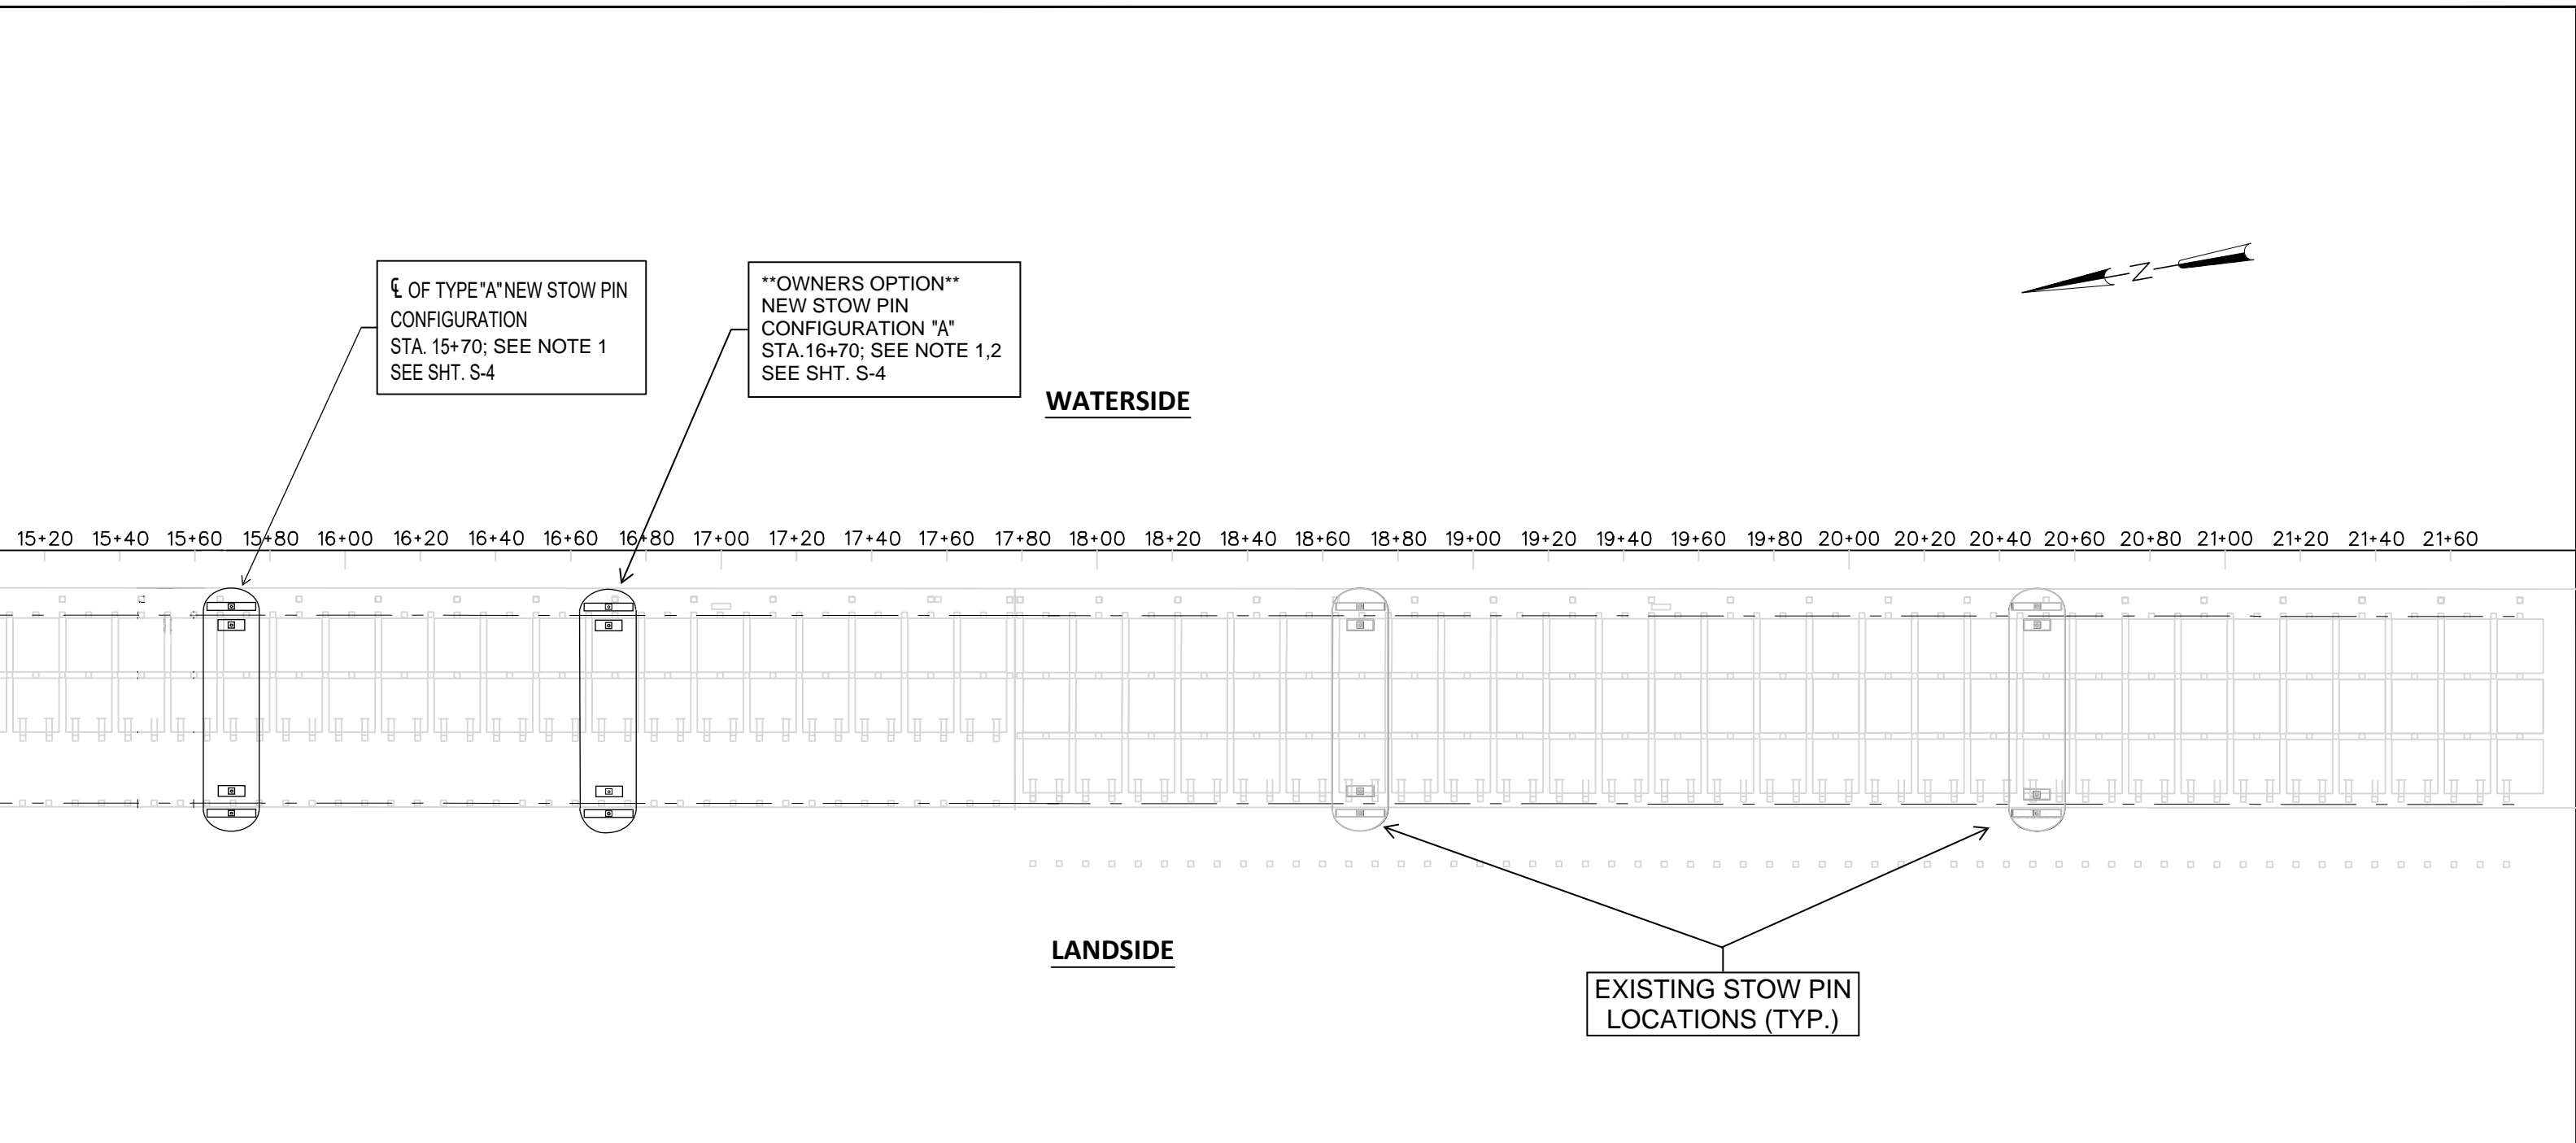 ℄ OF TYPE "A" NEW STOW PIN
CONFIGURATION
STA. 15+70; SEE NOTE 1
SEE SHT. S-4
**OWNERS OPTION**
NEW STOW PIN
CONFIGURATION "A"
STA.16+70; SEE NOTE 1,2
SEE SHT. S-4
N
WATERSIDE
15+20 15+40 15+60 15+80 16+00 16+20 16+40 16+60 16+80 17+00 17+20 17+40 17+60 17+80 18+00 18+20 18+40 18+60 18+80 19+00 19+20 19+40 19+60 19+80 20+00 20+20 20+40 20+60 20+80 21+00 21+20 21+40 21+60
LANDSIDE
EXISTING STOW PIN
LOCATIONS (TYP.)